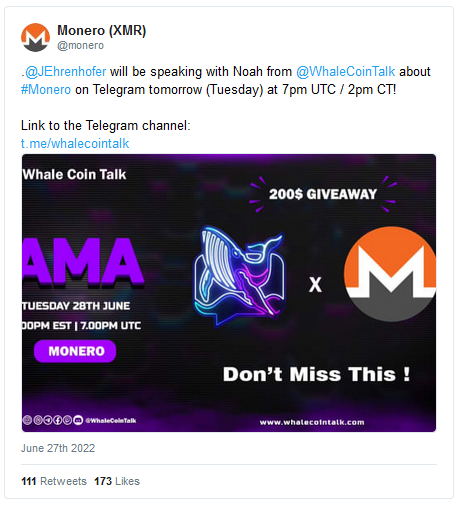 Monero (XMR)
@monero
.@JEhrenhofer will be speaking with Noah from @WhaleCoinTalk about
#Monero on Telegram tomorrow (Tuesday) at 7pm UTC / 2pm CT!
Link to the Telegram channel:
t.me/whalecointalk
Whale Coin Talk
200$ GIVEAWAY
AMA
X
TUESDAY 28TH JUNE
00PM EST | 7.00PM UTC
MONERO
Don't Miss This !
@WhaleCoinTalk
www.whalecointalk.com
June 27th 2022
111 Retweets 173 Likes